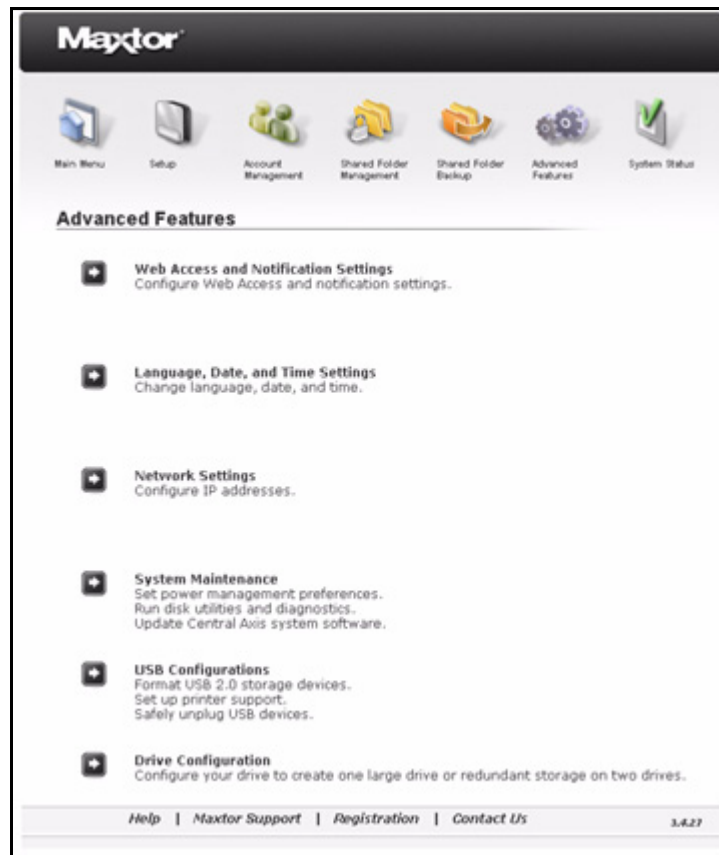 Maxtor
Main Menu
Setup
Account Management
Shared Folder Management
Shared Folder Backup
Advanced Features
System Status
Advanced Features
Web Access and Notification Settings
Configure Web Access and notification settings.
Language, Date, and Time Settings
Change language, date, and time.
Network Settings
Configure IP addresses.
System Maintenance
Set power management preferences.
Run disk utilities and diagnostics.
Update Central Axis system software.
USB Configurations
Format USB 2.0 storage devices.
Set up printer support.
Safely unplug USB devices.
Drive Configuration
Configure your drive to create one large drive or redundant storage on two drives.
Help | Maxtor Support | Registration | Contact Us
3.4.27